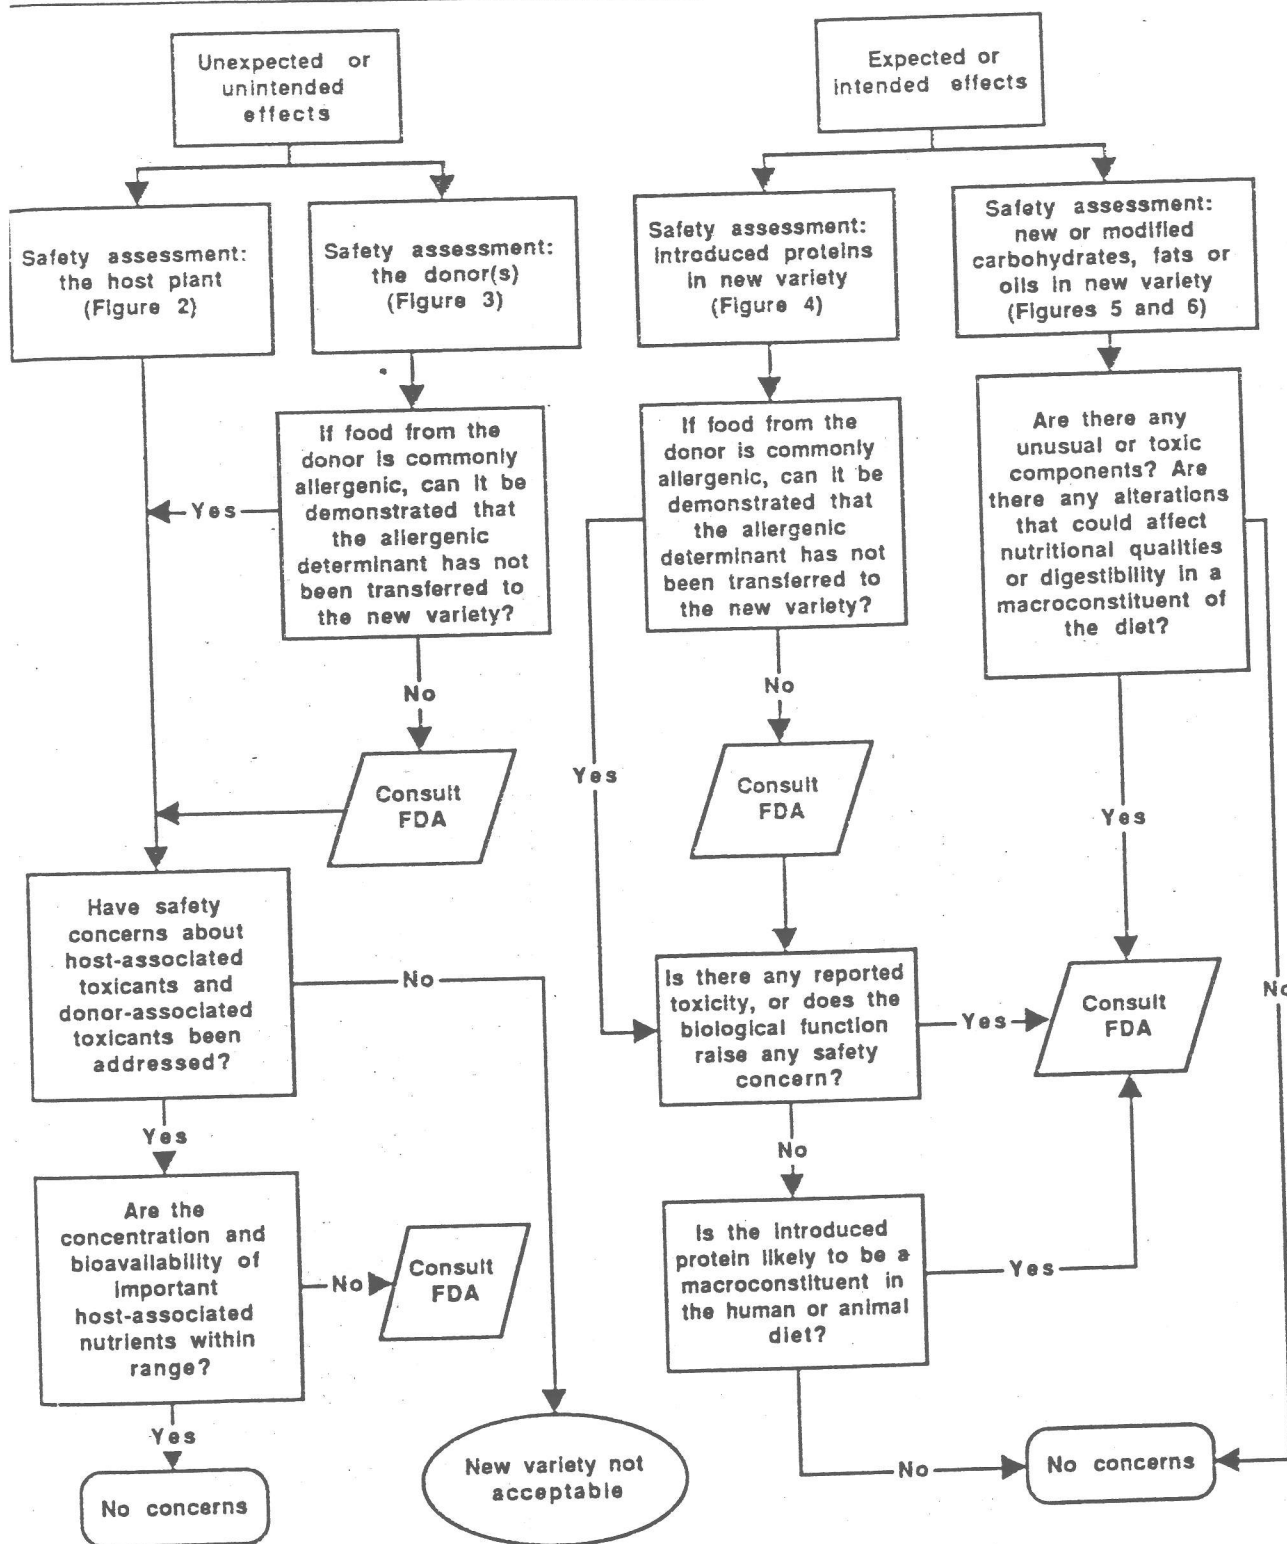 Unexpected or
unintended
effects
Expected or
intended effects
Safety assessment:
the host plant
(Figure 2)
Safety assessment:
the donor(s)
(Figure 3)
Safety assessment:
introduced proteins
in new variety
(Figure 4)
Safety assessment:
new or modified
carbohydrates, fats or
oils in new variety
(Figures 5 and 6)
If food from the
donor is commonly
allergenic, can it be
demonstrated that
the allergenic
determinant has not
been transferred to
the new variety?
If food from the
donor is commonly
allergenic, can it be
demonstrated that
the allergenic
determinant has not
been transferred to
the new variety?
Are there any
unusual or toxic
components? Are
there any alterations
that could affect
nutritional qualities
or digestibility in a
macroconstituent of
the diet?
Yes
No
No
Yes
Consult
FDA
Consult
FDA
Yes
Have safety
concerns about
host-associated
toxicants and
donor-associated
toxicants been
addressed?
No
Is there any reported
toxicity, or does the
biological function
raise any safety
concern?
Yes
Consult
FDA
No
Yes
No
Are the
concentration and
bioavailability of
important
host-associated
nutrients within
range?
No
Consult
FDA
Is the introduced
protein likely to be a
macroconstituent in
the human or animal
diet?
Yes
Yes
No concerns
New variety not
acceptable
No
No concerns